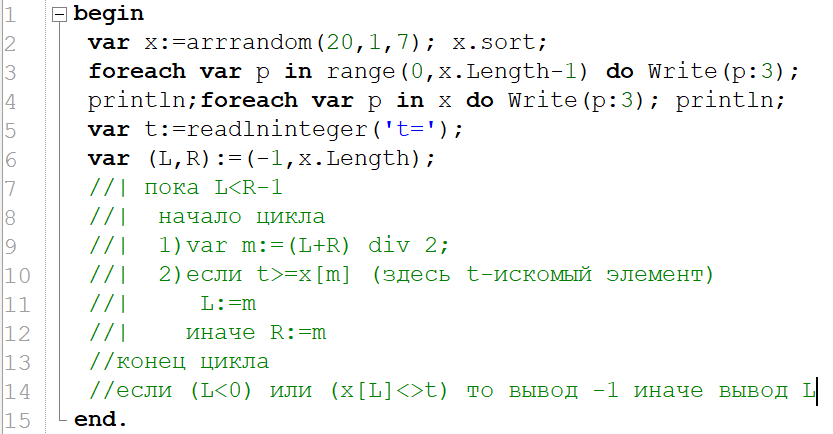 1 begin
2 var x:=arrrandom(20,1,7); x.sort;
3 foreach var p in range(0,x.Length-1) do Write(p:3);
4 println;foreach var p in x do Write(p:3); println;
5 var t:=readlninteger('t=');
6 var (L,R):=(-1,x.Length);
7 //| пока L<R-1
8 //|  начало цикла
9 //|  1)var m:=(L+R) div 2;
10 //|  2)если t>=x[m] (здесь t-искомый элемент)
11 //|     L:=m
12 //|    иначе R:=m
13 //конец цикла
14 //если (L<0) или (x[L]<>t) то вывод -1 иначе вывод L
15 end.